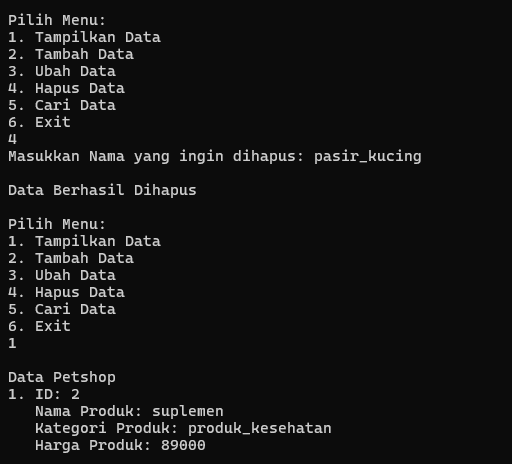 Pilih Menu:
1. Tampilkan Data
2. Tambah Data
3. Ubah Data
4. Hapus Data
5. Cari Data
6. Exit
4
Masukkan Nama yang ingin dihapus: pasir_kucing
Data Berhasil Dihapus
Pilih Menu:
1. Tampilkan Data
2. Tambah Data
3. Ubah Data
4. Hapus Data
5. Cari Data
6. Exit
1
Data Petshop
1. ID: 2
Nama Produk: suplemen
Kategori Produk: produk_kesehatan
Harga Produk: 89000